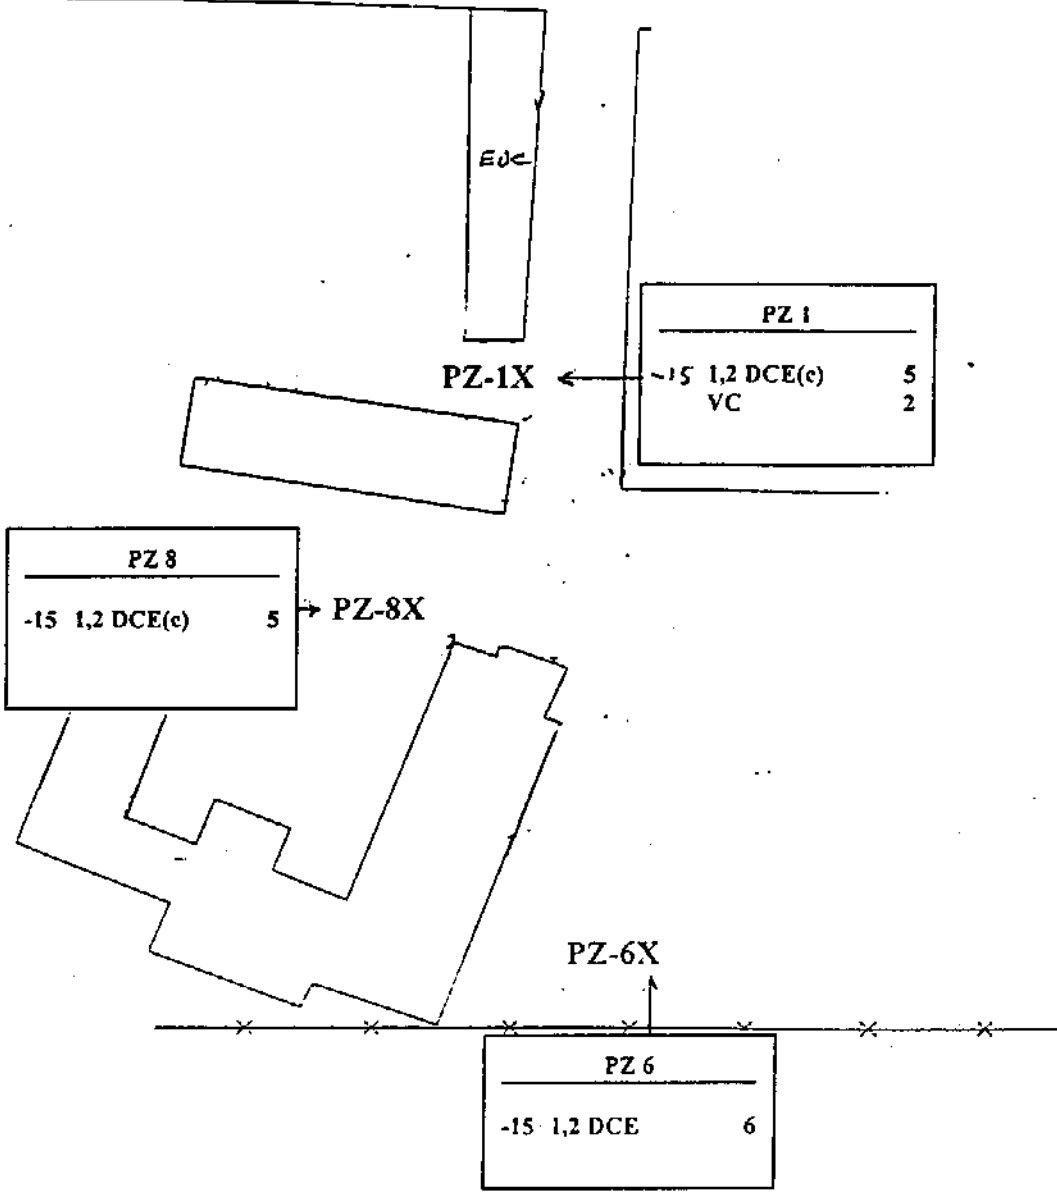 EUC
PZ 1
PZ-1X
-15 1,2 DCE(c) 5
VC 2
PZ 8
-15 1,2 DCE(c) 5
PZ-8X
PZ-6X
PZ 6
-15 1,2 DCE 6